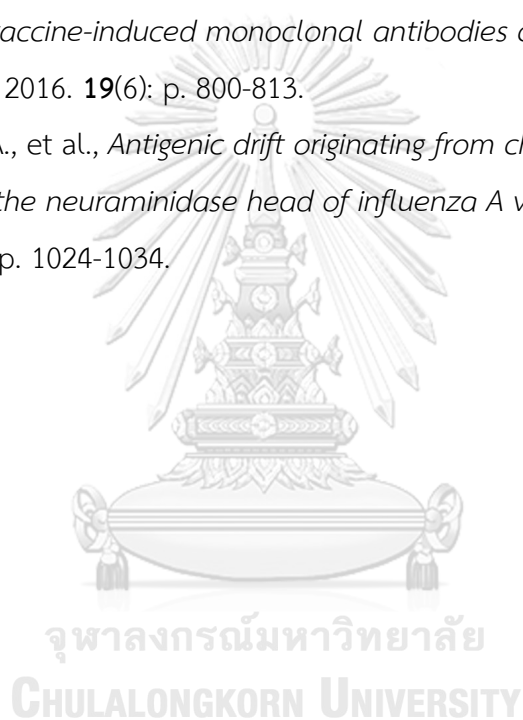 accine-induced monoclonal antibodies
2016. 19(6): p. 800-813.
A., et al., Antigenic drift originating from
the neuraminidase head of influenza A
p. 1024-1034.
จุฬาลงกรณ์มหาวิทยาลัย
CHULALONGKORN UNIVERSITY